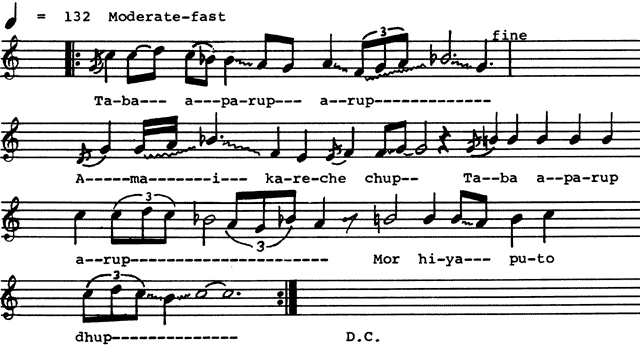 = 132 Moderate-fast
fine
3
Ta-ba--- a---pa-rup--- a--rup--------------
A-----ma-------i--- ka-re-che chup-- Ta--ba a--pa-rup
3 3
a--rup------------------------ Mor hi-ya--- pu-to
3
dhup--------------- D.C.